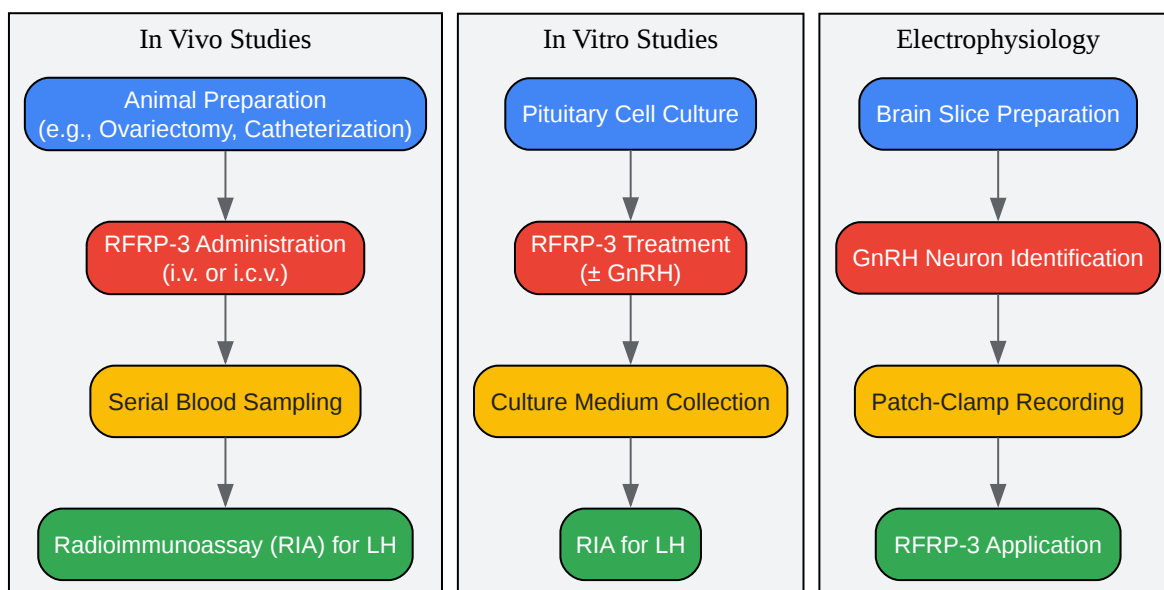 In Vivo Studies
Animal Preparation
(e.g., Ovariectomy, Catheterization)
RFRP-3 Administration
(i.v. or i.c.v.)
Serial Blood Sampling
Radioimmunoassay (RIA) for LH
In Vitro Studies
Pituitary Cell Culture
RFRP-3 Treatment
(± GnRH)
Culture Medium Collection
RIA for LH
Electrophysiology
Brain Slice Preparation
GnRH Neuron Identification
Patch-Clamp Recording
RFRP-3 Application